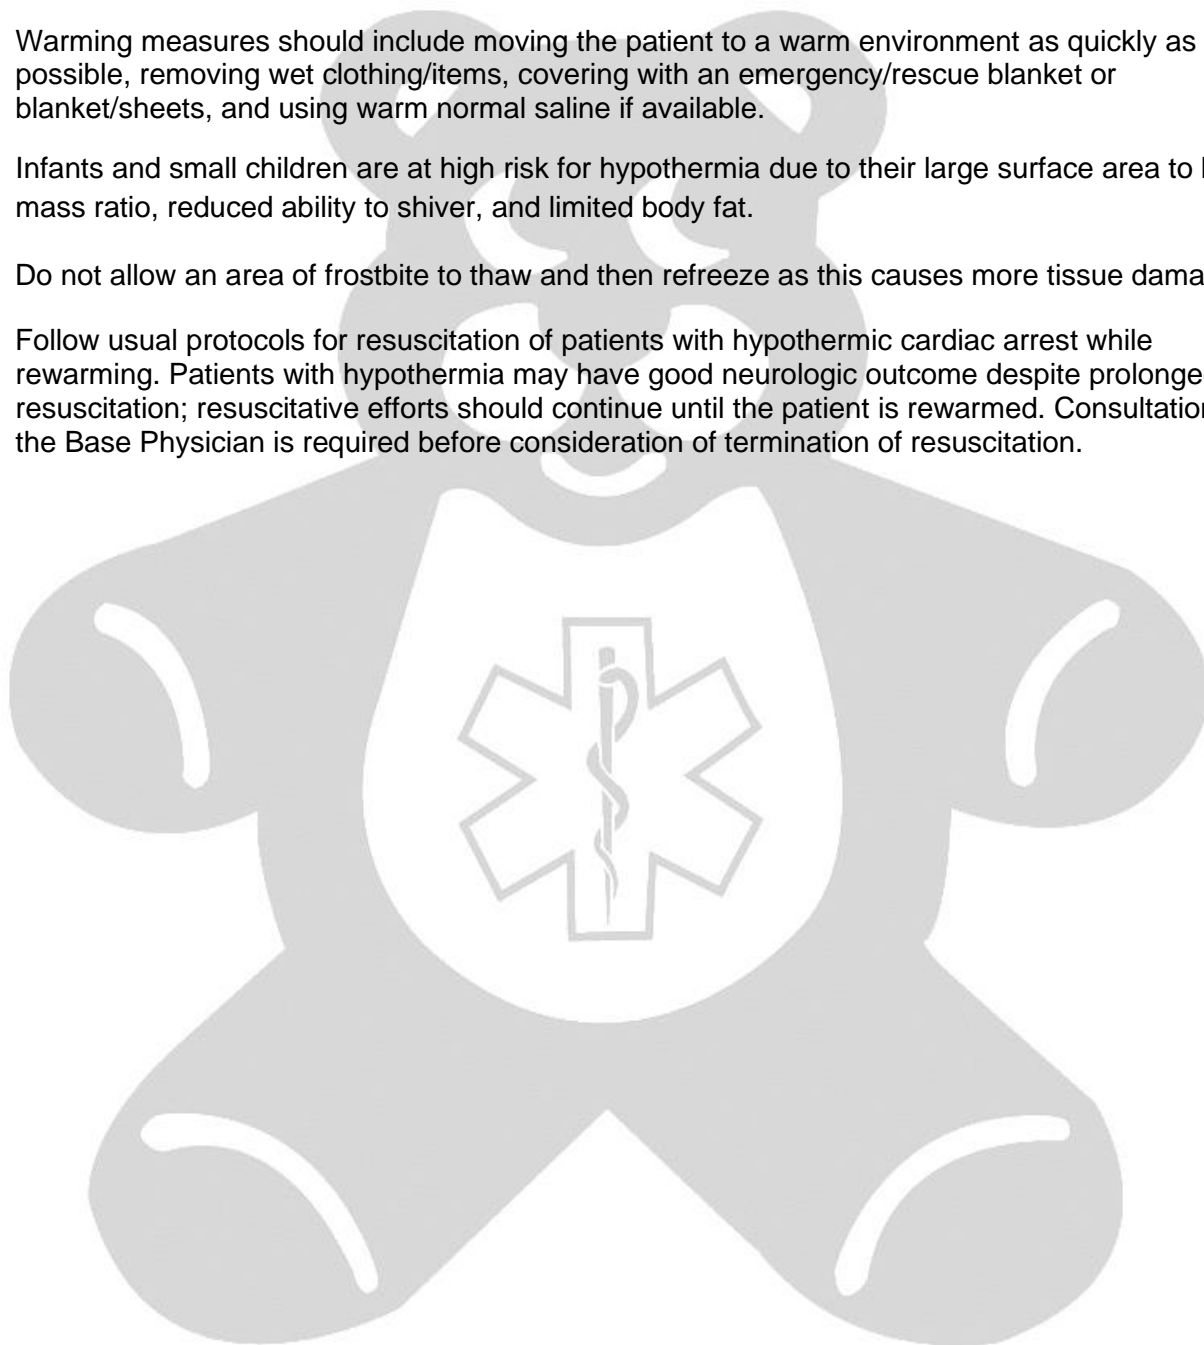 Warming measures should include moving the patient to a warm environment as quickly as
possible, removing wet clothing/items, covering with an emergency/rescue blanket or
blanket/sheets, and using warm normal saline if available.
Infants and small children are at high risk for hypothermia due to their large surface area to
mass ratio, reduced ability to shiver, and limited body fat.
Do not allow an area of frostbite to thaw and then refreeze as this causes more tissue
Follow usual protocols for resuscitation of patients with hypothermic cardiac arrest while
rewarming. Patients with hypothermia may have good neurologic outcome despite
resuscitation; resuscitative efforts should continue until the patient is rewarmed.
the Base Physician is required before consideration of termination of resuscitation.